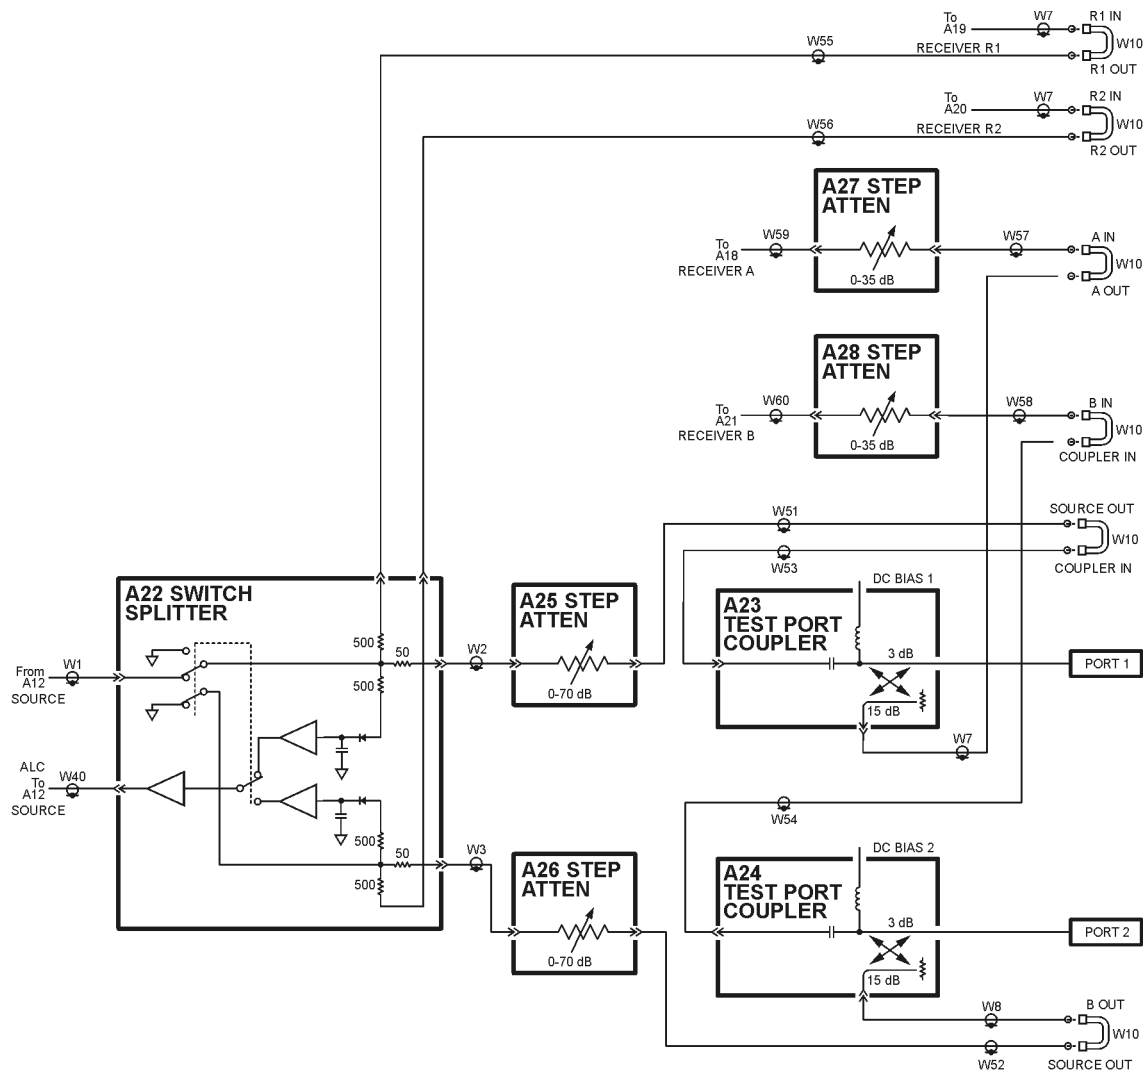 To
A19
W7
R1 IN
W10
W55
RECEIVER R1
R1 OUT
To
A20
W7
R2 IN
W10
W56
RECEIVER R2
R2 OUT
A27 STEP
ATTEN
0-35 dB
To
A18
RECEIVER A
W59
W57
A IN
W10
A OUT
A28 STEP
ATTEN
0-35 dB
To
A21
RECEIVER B
W60
W58
B IN
W10
COUPLER IN
W51
SOURCE OUT
W10
W53
COUPLER IN
A22 SWITCH
SPLITTER
From
A12
SOURCE
W1
500
50
500
W2
A25 STEP
ATTEN
0-70 dB
A23
TEST PORT
COUPLER
DC BIAS 1
3 dB
15 dB
PORT 1
W7
ALC
To
A12
SOURCE
W40
500
50
500
W3
W54
A26 STEP
ATTEN
0-70 dB
A24
TEST PORT
COUPLER
DC BIAS 2
3 dB
15 dB
PORT 2
W8
B OUT
W10
W52
SOURCE OUT